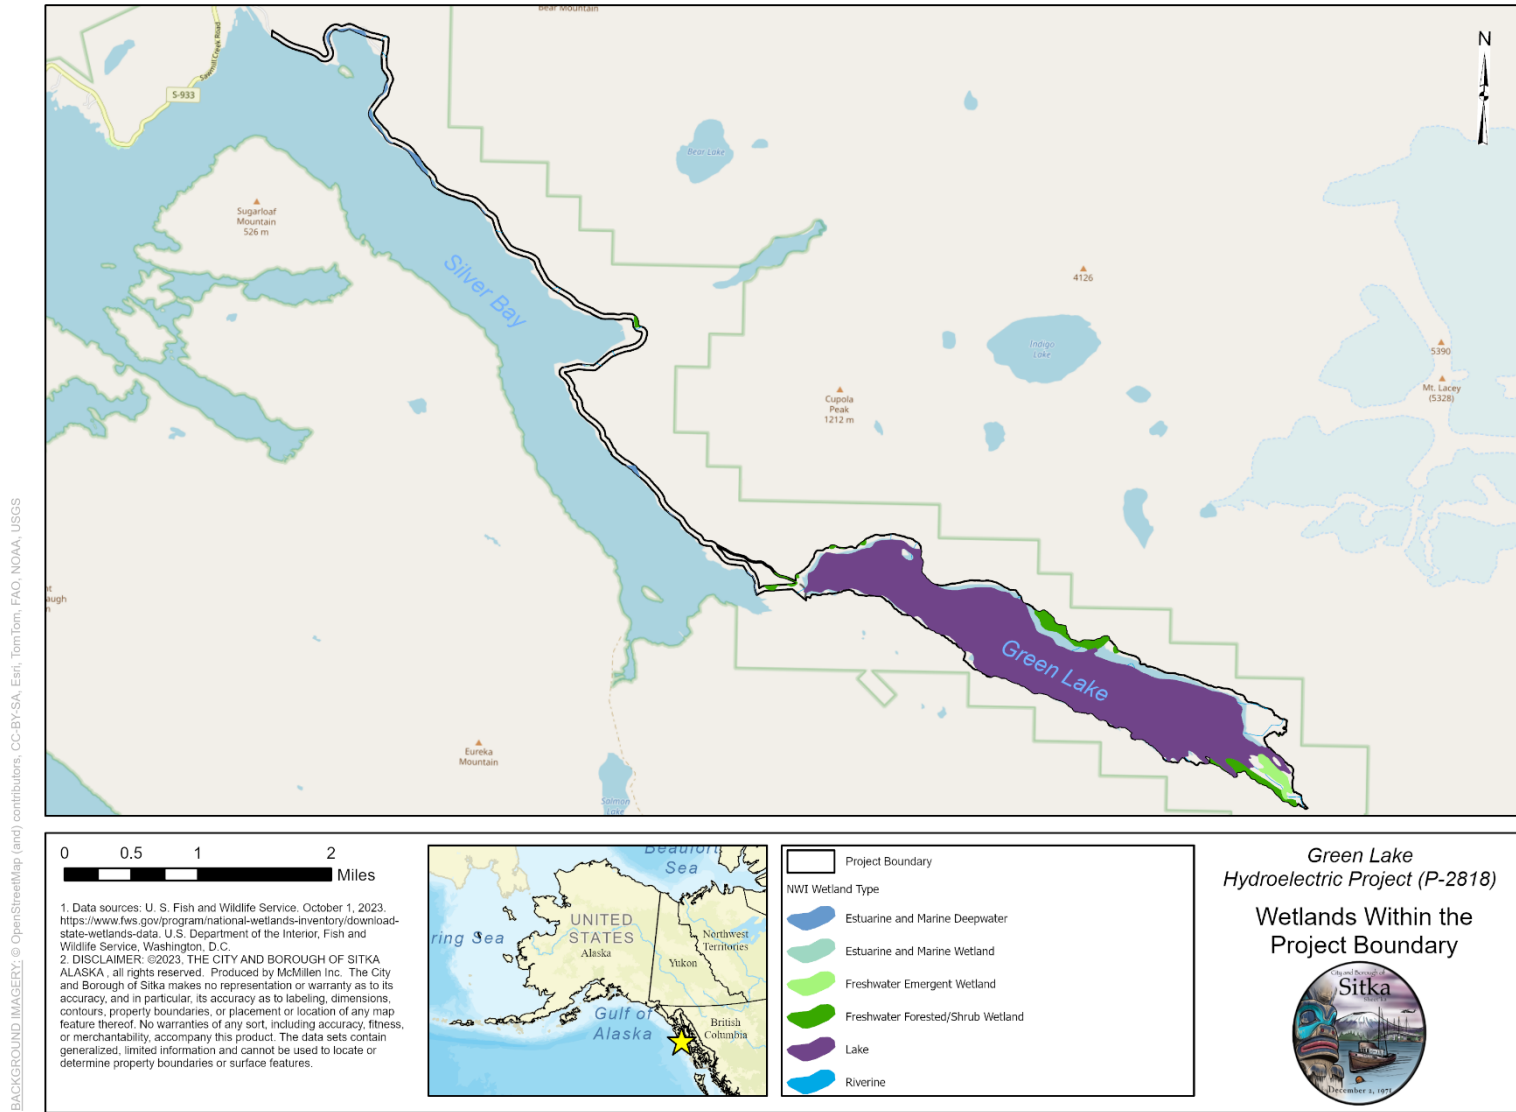 Bear Mountain
Sawmill Creek Road
S-933
N
Bear Lake
Sugarloaf
Mountain
526 m
Silver Bay
4126
Indigo
Lake
5390
Mt. Lacey
(5328)
Cupola
Peak
1212 m
augh
Green Lake
Eureka
Mountain
Salmon
Lake
BACKGROUND IMAGERY: © OpenStreetMap (and) contributors, CC-BY-SA, Esri, TomTom, FAO, NOAA, USGS
0 0.5 1 2
Miles
1. Data sources: U. S. Fish and Wildlife Service. October 1, 2023.
https://www.fws.gov/program/national-wetlands-inventory/download-
state-wetlands-data. U.S. Department of the Interior, Fish and
Wildlife Service, Washington, D.C.
2. DISCLAIMER: ©2023, THE CITY AND BOROUGH OF SITKA
ALASKA , all rights reserved. Produced by McMillen Inc. The City
and Borough of Sitka makes no representation or warranty as to its
accuracy, and in particular, its accuracy as to labeling, dimensions,
contours, property boundaries, or placement or location of any map
feature thereof. No warranties of any sort, including accuracy, fitness,
or merchantability, accompany this product. The data sets contain
generalized, limited information and cannot be used to locate or
determine property boundaries or surface features.
Beaufort
Sea
UNITED
STATES
Alaska
ring Sea
Northwest
Territories
Yukon
Gulf of
Alaska
British
Columbia
Project Boundary
NWI Wetland Type
Estuarine and Marine Deepwater
Estuarine and Marine Wetland
Freshwater Emergent Wetland
Freshwater Forested/Shrub Wetland
Lake
Riverine
Green Lake
Hydroelectric Project (P-2818)
Wetlands Within the
Project Boundary
City and Borough of
Sitka
December 2, 1971